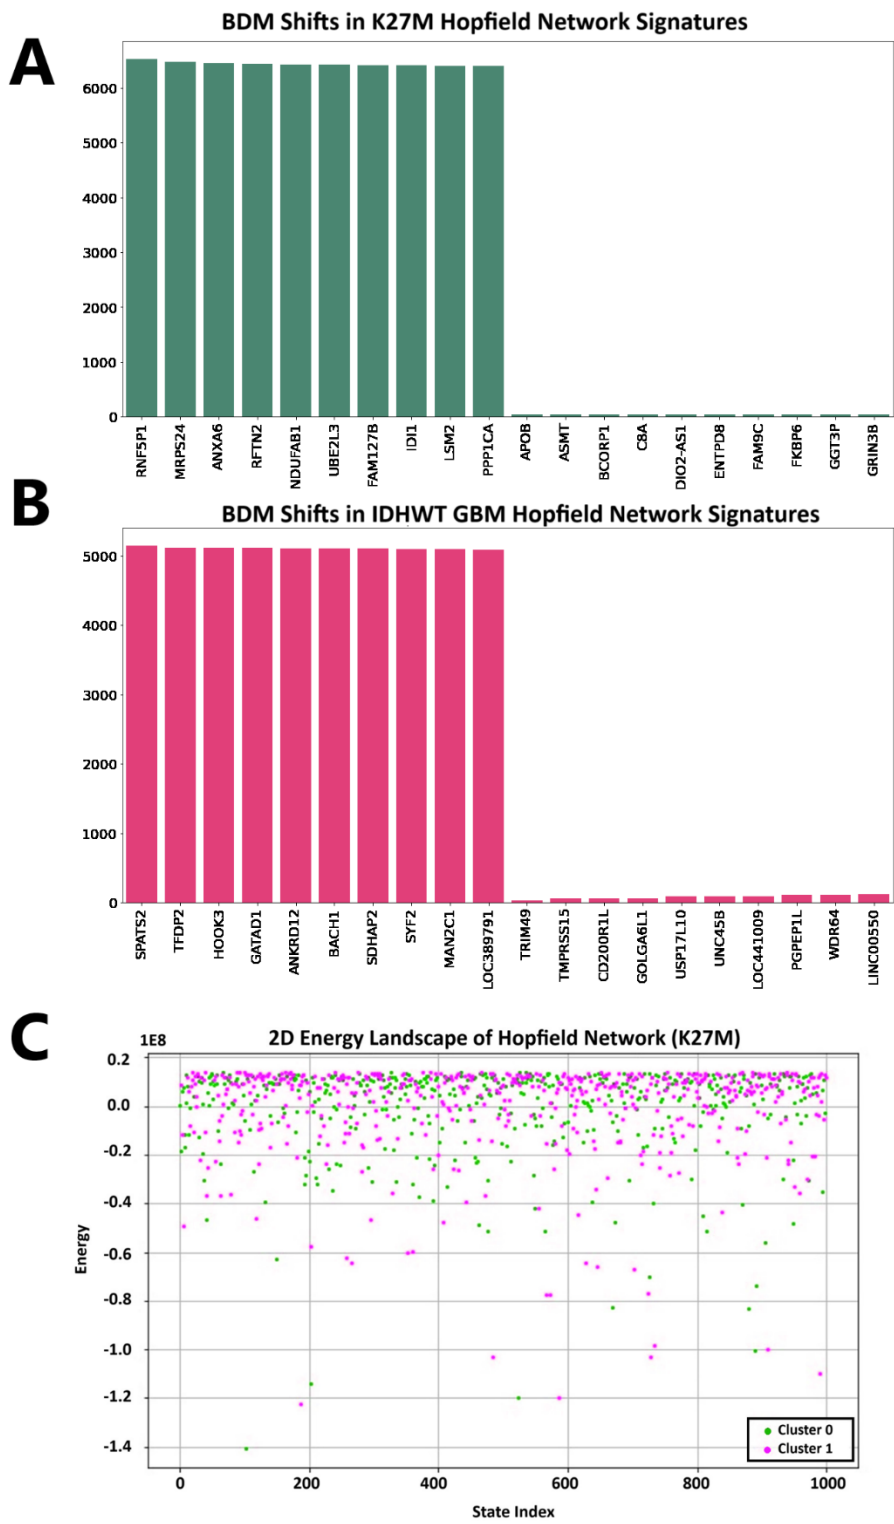 A
BDM Shifts in K27M Hopfield Network Signatures
6000
5000
4000
3000
2000
1000
0
RNF5P1
MRPS24
ANXA6
RFTN2
NDUFAB1
UBE2L3
FAM127B
IDI1
LSM2
PPP1CA
APOB
ASMT
BCORP1
C8A
DIO2-AS1
ENTPD8
FAM9C
FKBP6
GGT3P
GRIN3B
B
BDM Shifts in IDHWT GBM Hopfield Network Signatures
5000
4000
3000
2000
1000
0
SPATS2
TFDP2
HOOK3
GATAD1
ANKRD12
BACH1
SDHAP2
SYF2
MAN2C1
LOC389791
TRIM49
TMPRSS15
CD200R1L
GOLGA6L1
USP17L10
UNC45B
LOC441009
PGPEP1L
WDR64
LINC00550
C
2D Energy Landscape of Hopfield Network (K27M)
1E8
0.2
0.0
-0.2
-0.4
-0.6
-0.8
-1.0
-1.2
-1.4
Energy
0
200
400
600
800
1000
State Index
Cluster 0
Cluster 1